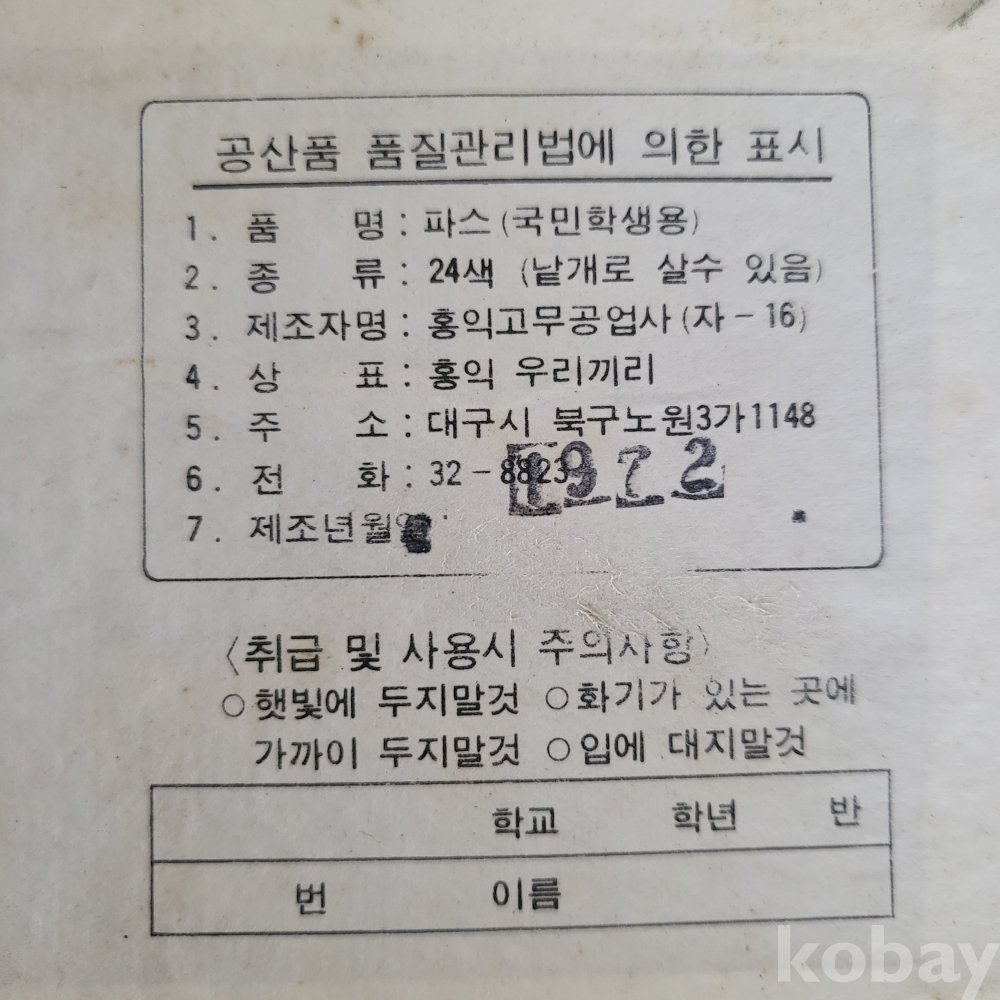 공산품 품질관리법에 의한 표시
1. 품 명 : 파스 (국민학생용)
2. 종 류 : 24색 (낱개로 살수 있음)
3. 제조자명 : 홍익고무공업사 (자-16)
4. 상 표 : 홍익 우리끼리
5. 주 소 : 대구시 북구노원3가1148
6. 전 화 : 32-8823
1972
7. 제조년월일
〈취급 및 사용시 주의사항〉
○햇빛에 두지말것 ○화기가 있는 곳에
가까이 두지말것 ○입에 대지말것
학교 학년 반
번 이름
kobay